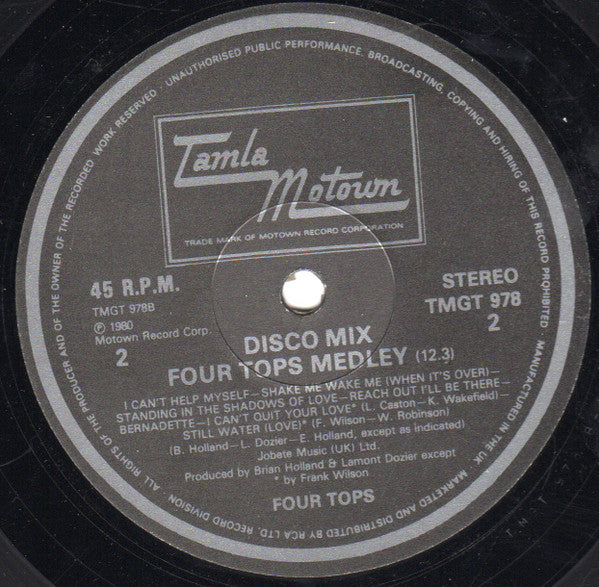 ALL RIGHTS OF THE PRODUCER AND OF THE OWNER OF THE RECORDED WORK RESERVED · UNAUTHORISED PUBLIC PERFORMANCE, BROADCASTING, COPYING AND HIRING OF THIS RECORD PROHIBITED. MANUFACTURED IN THE UK.
Tamla
Motown
TRADE MARK OF MOTOWN RECORD CORPORATION
45 R.P.M.
TMGT 978B
℗ 1980
Motown Record Corp.
2
STEREO
TMGT 978
2
DISCO MIX
FOUR TOPS MEDLEY (12.3)
I CAN'T HELP MYSELF—SHAKE ME WAKE ME (WHEN IT'S OVER)—
STANDING IN THE SHADOWS OF LOVE—REACH OUT I'LL BE THERE—
BERNADETTE—I CAN'T QUIT YOUR LOVE* (L. Caston—K. Wakefield)—
STILL WATER (LOVE)* (F. Wilson—W. Robinson)
(B. Holland—L. Dozier—E. Holland, except as indicated)
Jobete Music (UK) Ltd.
Produced by Brian Holland & Lamont Dozier except
* by Frank Wilson
FOUR TOPS
MARKETED AND DISTRIBUTED BY RCA LTD. RECORD DIVISION